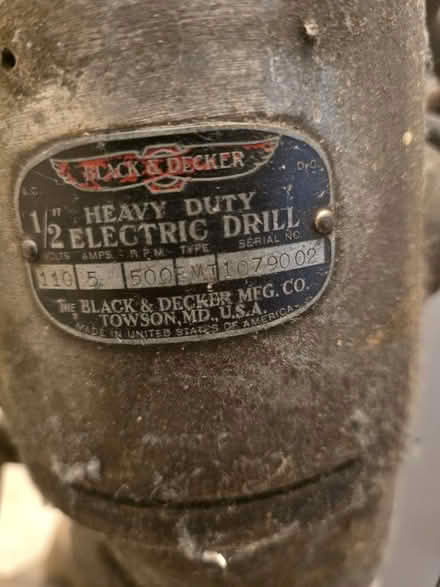 BLACK & DECKER
A.C. D.C.
1/2" HEAVY DUTY
ELECTRIC DRILL
VOLTS AMPS. R.P.M. TYPE SERIAL NO.
110 5 500 MT 1079002
THE BLACK & DECKER MFG. CO.
TOWSON, MD., U.S.A.
MADE IN UNITED STATES OF AMERICA